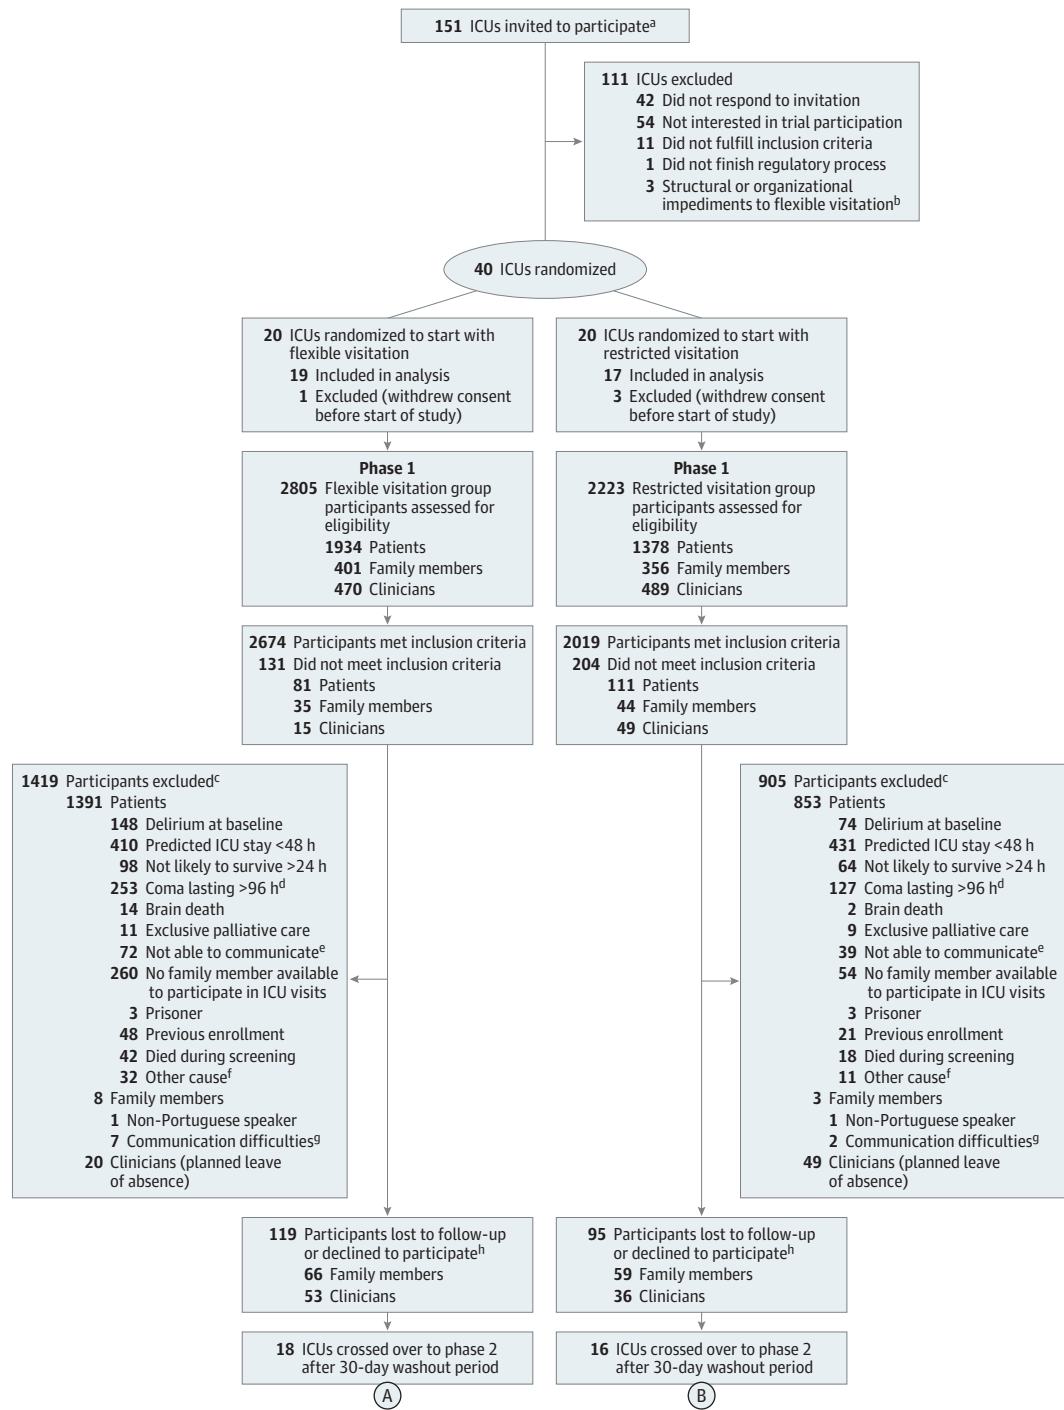 151 ICUs invited to participateᵃ
111 ICUs excluded
42 Did not respond to invitation
54 Not interested in trial participation
11 Did not fulfill inclusion criteria
1 Did not finish regulatory process
3 Structural or organizational
impediments to flexible visitationᵇ
40 ICUs randomized
20 ICUs randomized to start with
flexible visitation
19 Included in analysis
1 Excluded (withdrew consent
before start of study)
20 ICUs randomized to start with
restricted visitation
17 Included in analysis
3 Excluded (withdrew consent
before start of study)
Phase 1
2805 Flexible visitation group
participants assessed for
eligibility
1934 Patients
401 Family members
470 Clinicians
Phase 1
2223 Restricted visitation group
participants assessed for
eligibility
1378 Patients
356 Family members
489 Clinicians
2674 Participants met inclusion criteria
131 Did not meet inclusion criteria
81 Patients
35 Family members
15 Clinicians
2019 Participants met inclusion criteria
204 Did not meet inclusion criteria
111 Patients
44 Family members
49 Clinicians
1419 Participants excludedᶜ
1391 Patients
148 Delirium at baseline
410 Predicted ICU stay <48 h
98 Not likely to survive >24 h
253 Coma lasting >96 hᵈ
14 Brain death
11 Exclusive palliative care
72 Not able to communicateᵉ
260 No family member available
to participate in ICU visits
3 Prisoner
48 Previous enrollment
42 Died during screening
32 Other causeᶠ
8 Family members
1 Non-Portuguese speaker
7 Communication difficultiesᵍ
20 Clinicians (planned leave
of absence)
905 Participants excludedᶜ
853 Patients
74 Delirium at baseline
431 Predicted ICU stay <48 h
64 Not likely to survive >24 h
127 Coma lasting >96 hᵈ
2 Brain death
9 Exclusive palliative care
39 Not able to communicateᵉ
54 No family member available
to participate in ICU visits
3 Prisoner
21 Previous enrollment
18 Died during screening
11 Other causeᶠ
3 Family members
1 Non-Portuguese speaker
2 Communication difficultiesᵍ
49 Clinicians (planned leave
of absence)
119 Participants lost to follow-up
or declined to participateʰ
66 Family members
53 Clinicians
95 Participants lost to follow-up
or declined to participateʰ
59 Family members
36 Clinicians
18 ICUs crossed over to phase 2
after 30-day washout period
A
16 ICUs crossed over to phase 2
after 30-day washout period
B